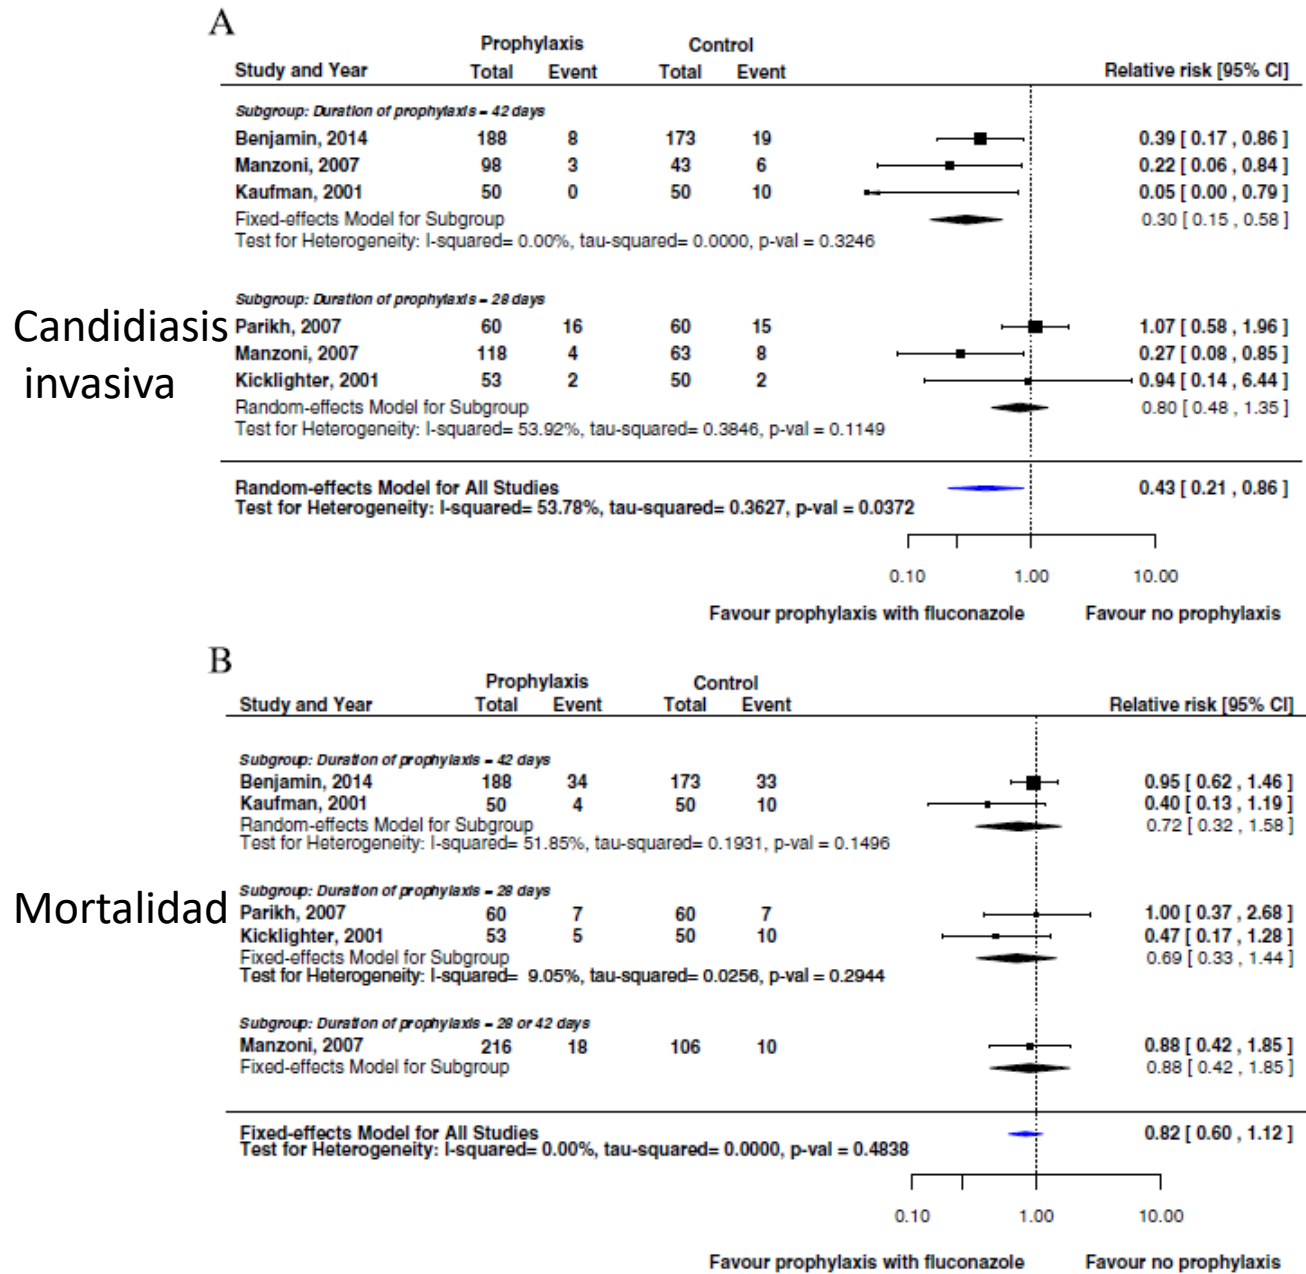 A
Prophylaxis Control
Study and Year Total Event Total Event Relative risk [95% CI]
Subgroup: Duration of prophylaxis = 42 days
Benjamin, 2014 188 8 173 19 0.39 [ 0.17 , 0.86 ]
Manzoni, 2007 98 3 43 6 0.22 [ 0.06 , 0.84 ]
Kaufman, 2001 50 0 50 10 0.05 [ 0.00 , 0.79 ]
Fixed-effects Model for Subgroup 0.30 [ 0.15 , 0.58 ]
Test for Heterogeneity: I-squared= 0.00%, tau-squared= 0.0000, p-val = 0.3246
Subgroup: Duration of prophylaxis = 28 days
Candidiasis
invasiva
Parikh, 2007 60 16 60 15 1.07 [ 0.58 , 1.96 ]
Manzoni, 2007 118 4 63 8 0.27 [ 0.08 , 0.85 ]
Kicklighter, 2001 53 2 50 2 0.94 [ 0.14 , 6.44 ]
Random-effects Model for Subgroup 0.80 [ 0.48 , 1.35 ]
Test for Heterogeneity: I-squared= 53.92%, tau-squared= 0.3846, p-val = 0.1149
Random-effects Model for All Studies 0.43 [ 0.21 , 0.86 ]
Test for Heterogeneity: I-squared= 53.78%, tau-squared= 0.3627, p-val = 0.0372
0.10 1.00 10.00
Favour prophylaxis with fluconazole Favour no prophylaxis
B
Prophylaxis Control
Study and Year Total Event Total Event Relative risk [95% CI]
Subgroup: Duration of prophylaxis = 42 days
Benjamin, 2014 188 34 173 33 0.95 [ 0.62 , 1.46 ]
Kaufman, 2001 50 4 50 10 0.40 [ 0.13 , 1.19 ]
Random-effects Model for Subgroup 0.72 [ 0.32 , 1.58 ]
Test for Heterogeneity: I-squared= 51.85%, tau-squared= 0.1931, p-val = 0.1496
Subgroup: Duration of prophylaxis = 28 days
Mortalidad
Parikh, 2007 60 7 60 7 1.00 [ 0.37 , 2.68 ]
Kicklighter, 2001 53 5 50 10 0.47 [ 0.17 , 1.28 ]
Fixed-effects Model for Subgroup 0.69 [ 0.33 , 1.44 ]
Test for Heterogeneity: I-squared= 9.05%, tau-squared= 0.0256, p-val = 0.2944
Subgroup: Duration of prophylaxis = 28 or 42 days
Manzoni, 2007 216 18 106 10 0.88 [ 0.42 , 1.85 ]
Fixed-effects Model for Subgroup 0.88 [ 0.42 , 1.85 ]
Fixed-effects Model for All Studies 0.82 [ 0.60 , 1.12 ]
Test for Heterogeneity: I-squared= 0.00%, tau-squared= 0.0000, p-val = 0.4838
0.10 1.00 10.00
Favour prophylaxis with fluconazole Favour no prophylaxis